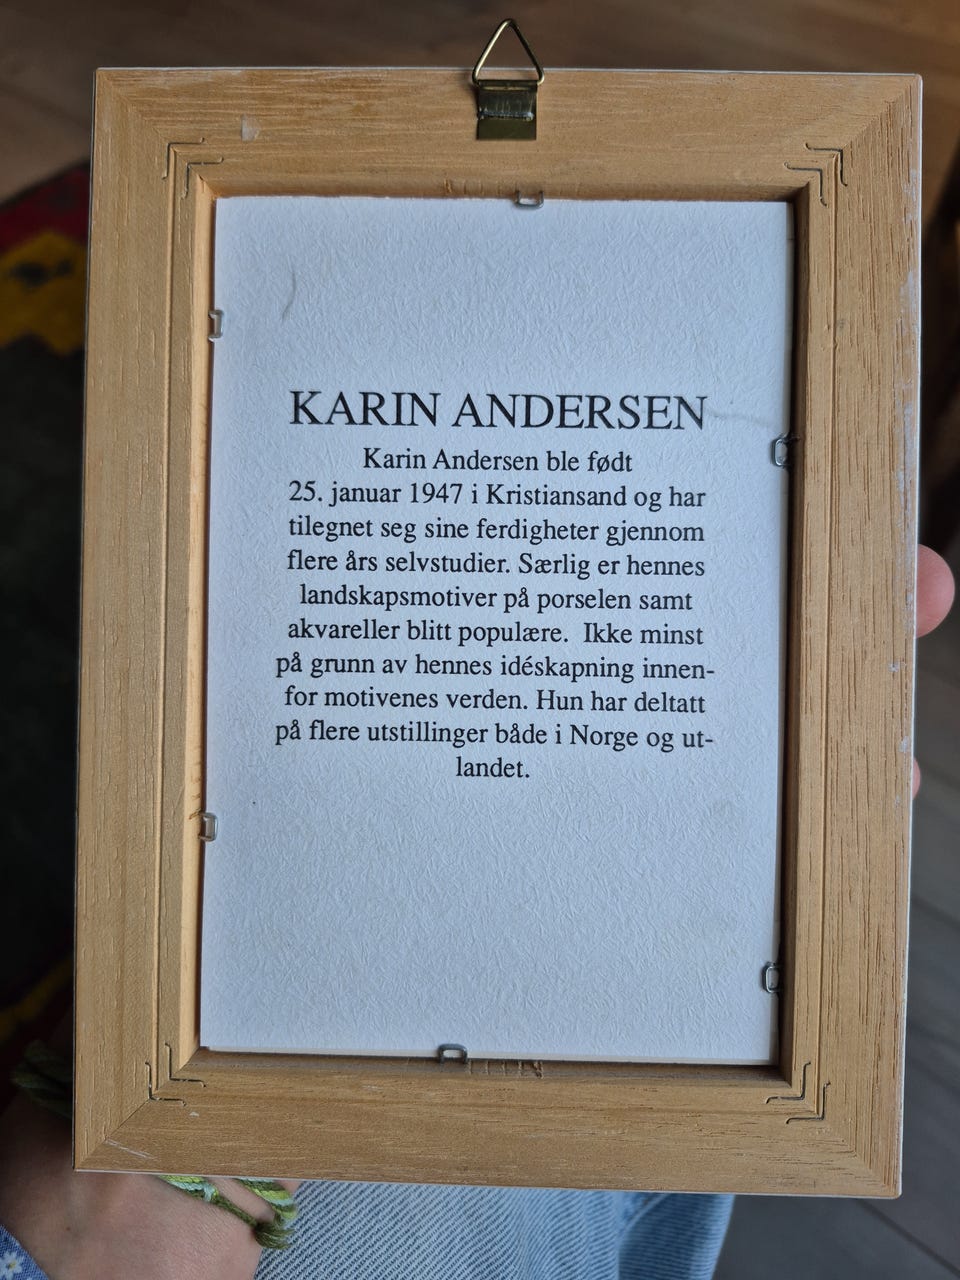 KARIN ANDERSEN
Karin Andersen ble født
25. januar 1947 i Kristiansand og har
tilegnet seg sine ferdigheter gjennom
flere års selvstudier. Særlig er hennes
landskapsmotiver på porselen samt
akvareller blitt populære. Ikke minst
på grunn av hennes idéskapning innen-
for motivenes verden. Hun har deltatt
på flere utstillinger både i Norge og ut-
landet.